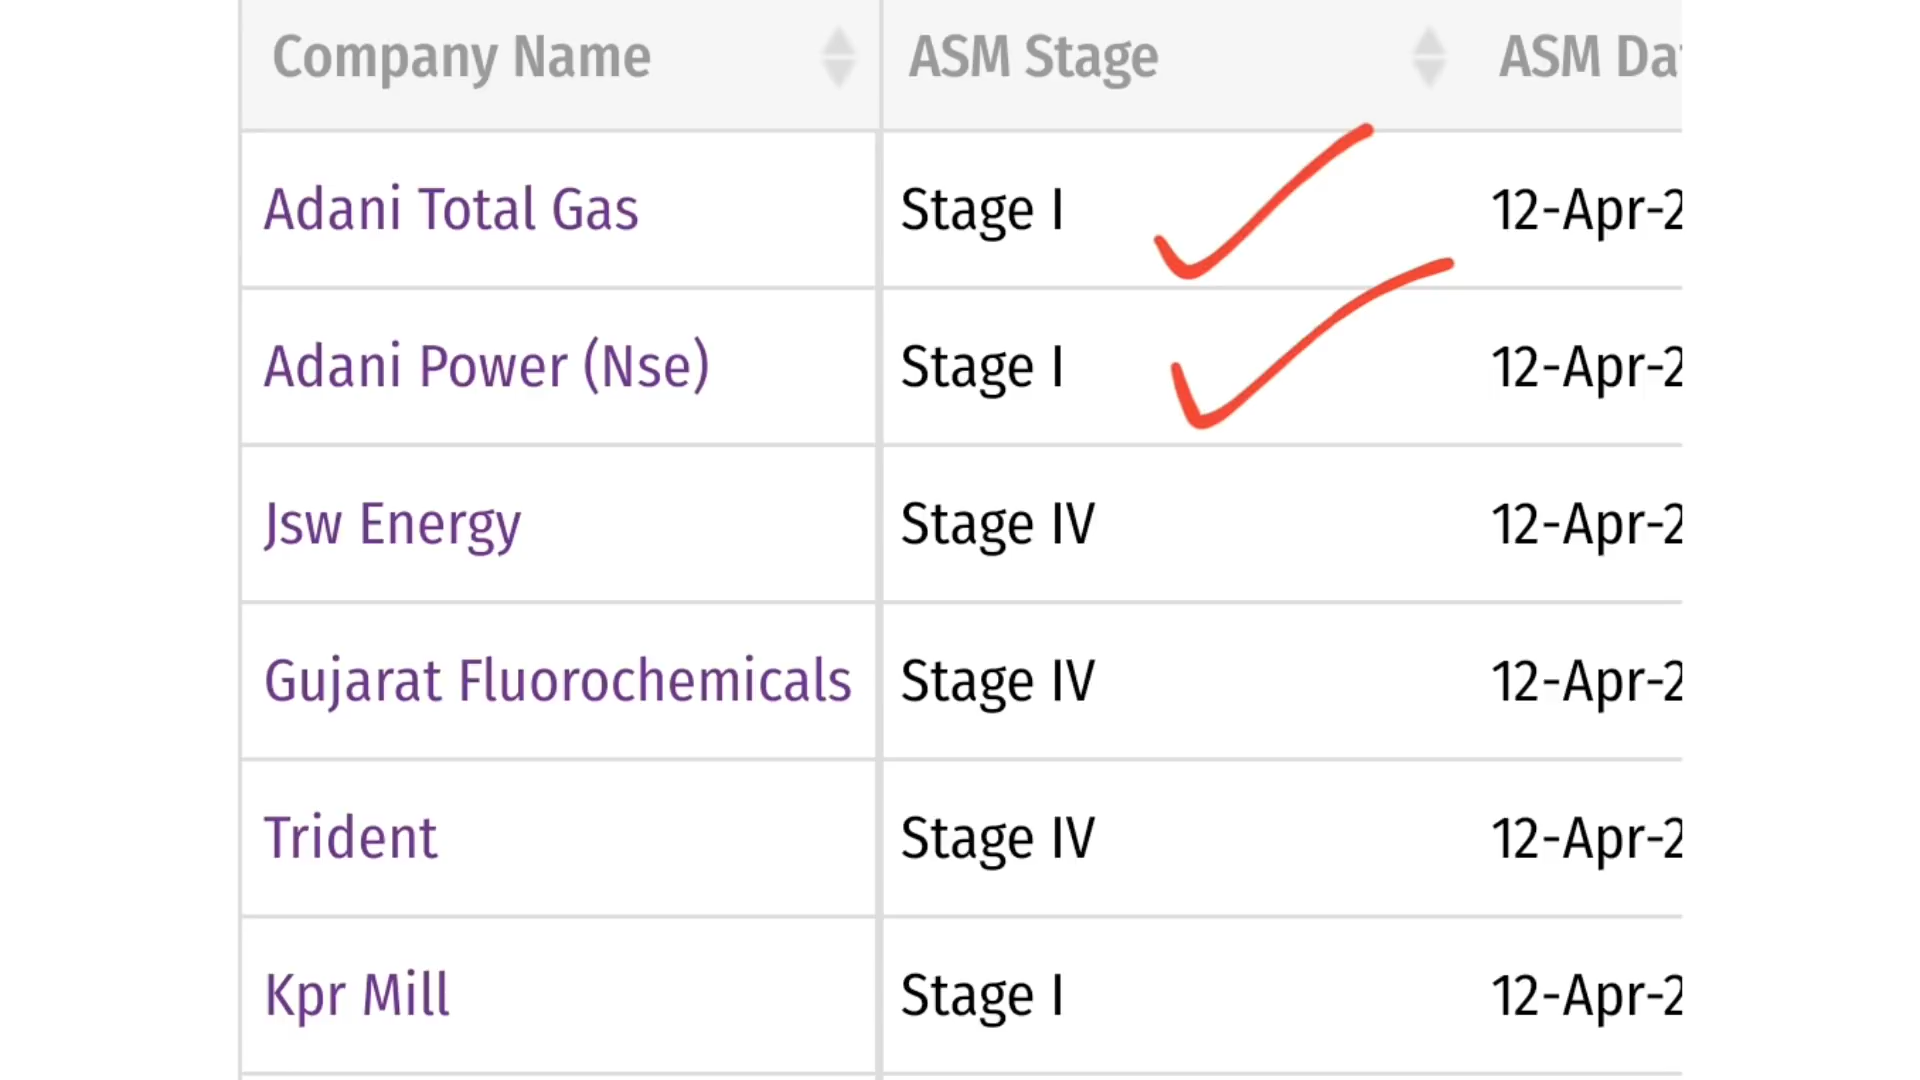 Company Name ASM Stage ASM
Adani Total Gas Stage I 12-Apr-2
Adani Power (Nse) Stage I 12-Apr-2
Jsw Energy Stage IV 12-Apr-2
Gujarat Fluorochemicals Stage IV 12-Apr-2
Trident Stage IV 12-Apr-2
Kpr Mill Stage I 12-Apr-2